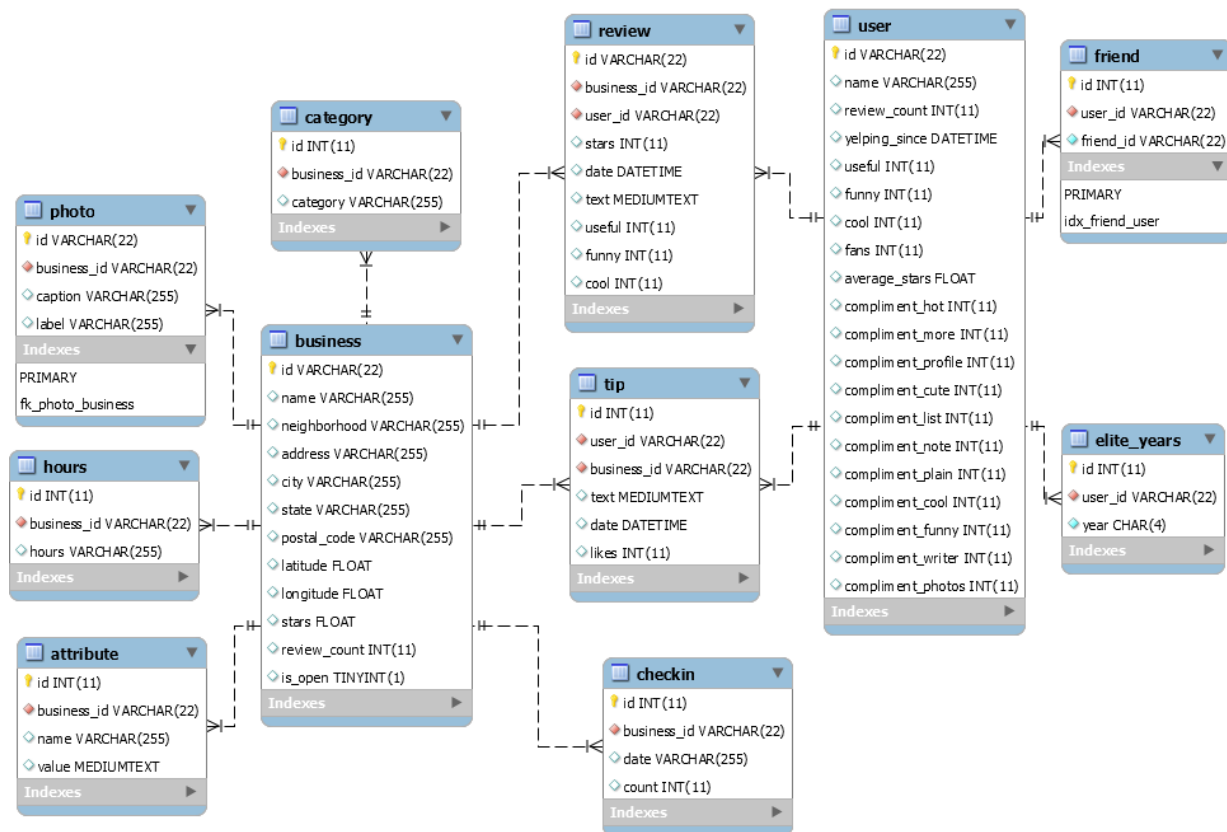 review
id VARCHAR(22)
business_id VARCHAR(22)
user_id VARCHAR(22)
stars INT(11)
date DATETIME
text MEDIUMTEXT
useful INT(11)
funny INT(11)
cool INT(11)
Indexes
user
id VARCHAR(22)
name VARCHAR(255)
review_count INT(11)
yelping_since DATETIME
useful INT(11)
funny INT(11)
cool INT(11)
fans INT(11)
average_stars FLOAT
compliment_hot INT(11)
compliment_more INT(11)
compliment_profile INT(11)
compliment_cute INT(11)
compliment_list INT(11)
compliment_note INT(11)
compliment_plain INT(11)
compliment_cool INT(11)
compliment_funny INT(11)
compliment_writer INT(11)
compliment_photos INT(11)
Indexes
friend
id INT(11)
user_id VARCHAR(22)
friend_id VARCHAR(22)
Indexes
PRIMARY
idx_friend_user
category
id INT(11)
business_id VARCHAR(22)
category VARCHAR(255)
Indexes
photo
id VARCHAR(22)
business_id VARCHAR(22)
caption VARCHAR(255)
label VARCHAR(255)
Indexes
PRIMARY
fk_photo_business
business
id VARCHAR(22)
name VARCHAR(255)
neighborhood VARCHAR(255)
address VARCHAR(255)
city VARCHAR(255)
state VARCHAR(255)
postal_code VARCHAR(255)
latitude FLOAT
longitude FLOAT
stars FLOAT
review_count INT(11)
is_open TINYINT(1)
Indexes
tip
id INT(11)
user_id VARCHAR(22)
business_id VARCHAR(22)
text MEDIUMTEXT
date DATETIME
likes INT(11)
Indexes
elite_years
id INT(11)
user_id VARCHAR(22)
year CHAR(4)
Indexes
hours
id INT(11)
business_id VARCHAR(22)
hours VARCHAR(255)
Indexes
attribute
id INT(11)
business_id VARCHAR(22)
name VARCHAR(255)
value MEDIUMTEXT
Indexes
checkin
id INT(11)
business_id VARCHAR(22)
date VARCHAR(255)
count INT(11)
Indexes